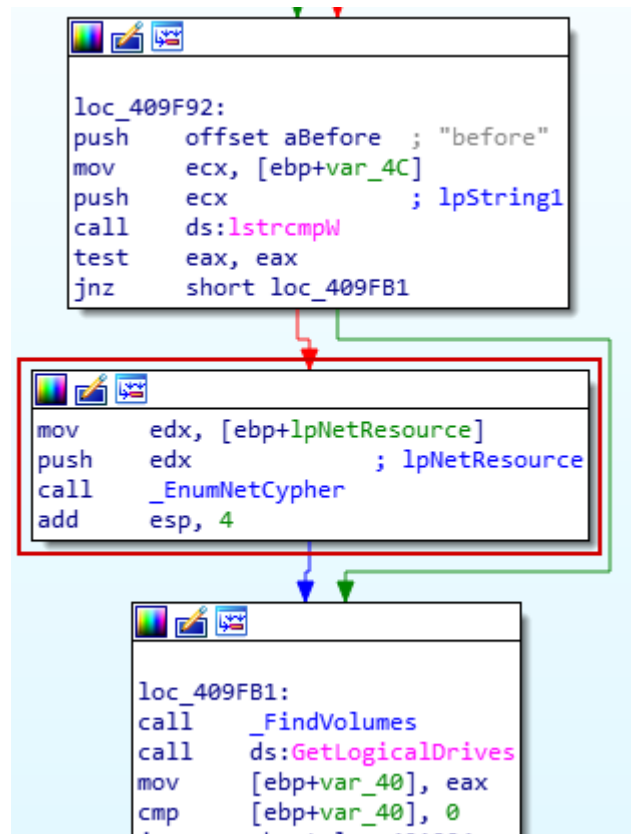 loc_409F92:
push offset aBefore ; "before"
mov ecx, [ebp+var_4C]
push ecx ; lpString1
call ds:lstrcmpW
test eax, eax
jnz short loc_409FB1
mov edx, [ebp+lpNetResource]
push edx ; lpNetResource
call _EnumNetCypher
add esp, 4
loc_409FB1:
call _FindVolumes
call ds:GetLogicalDrives
mov [ebp+var_40], eax
cmp [ebp+var_40], 0